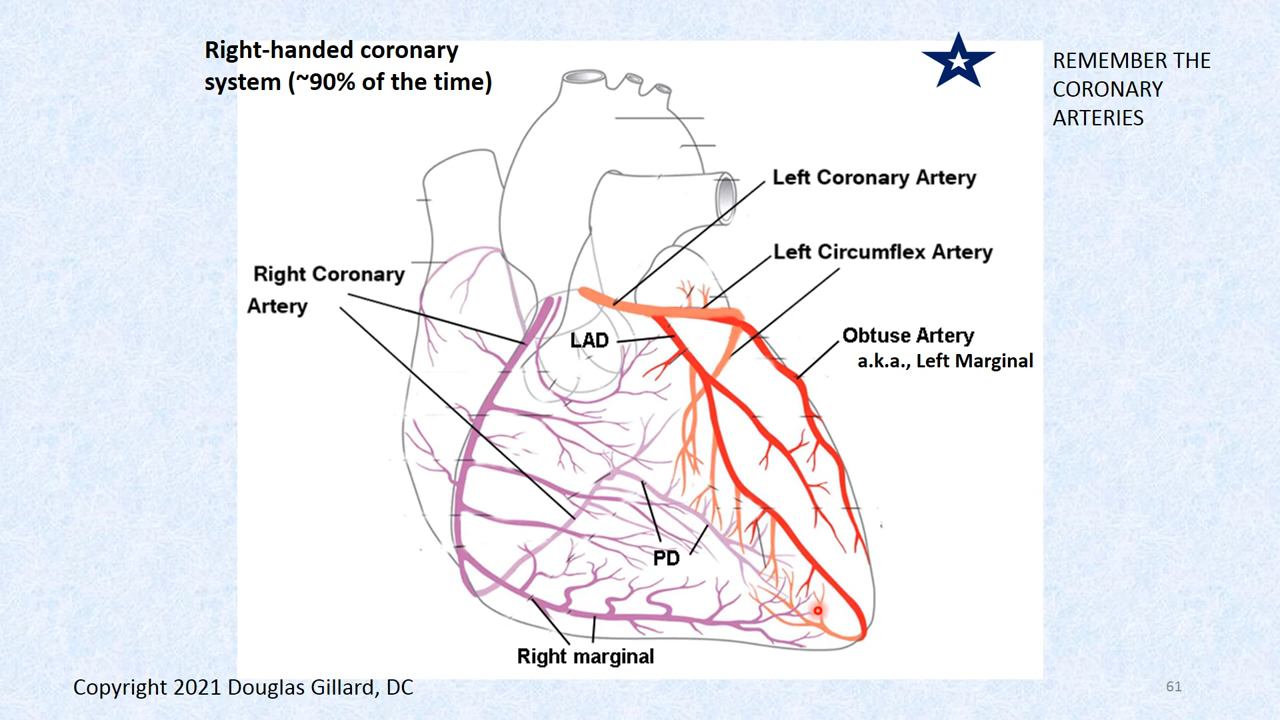 Right-handed coronary
system (~90% of the time)
REMEMBER THE
CORONARY
ARTERIES
Left Coronary Artery
Left Circumflex Artery
Right Coronary
Artery
LAD
Obtuse Artery
a.k.a., Left Marginal
PD
Right marginal
Copyright 2021 Douglas Gillard, DC
61